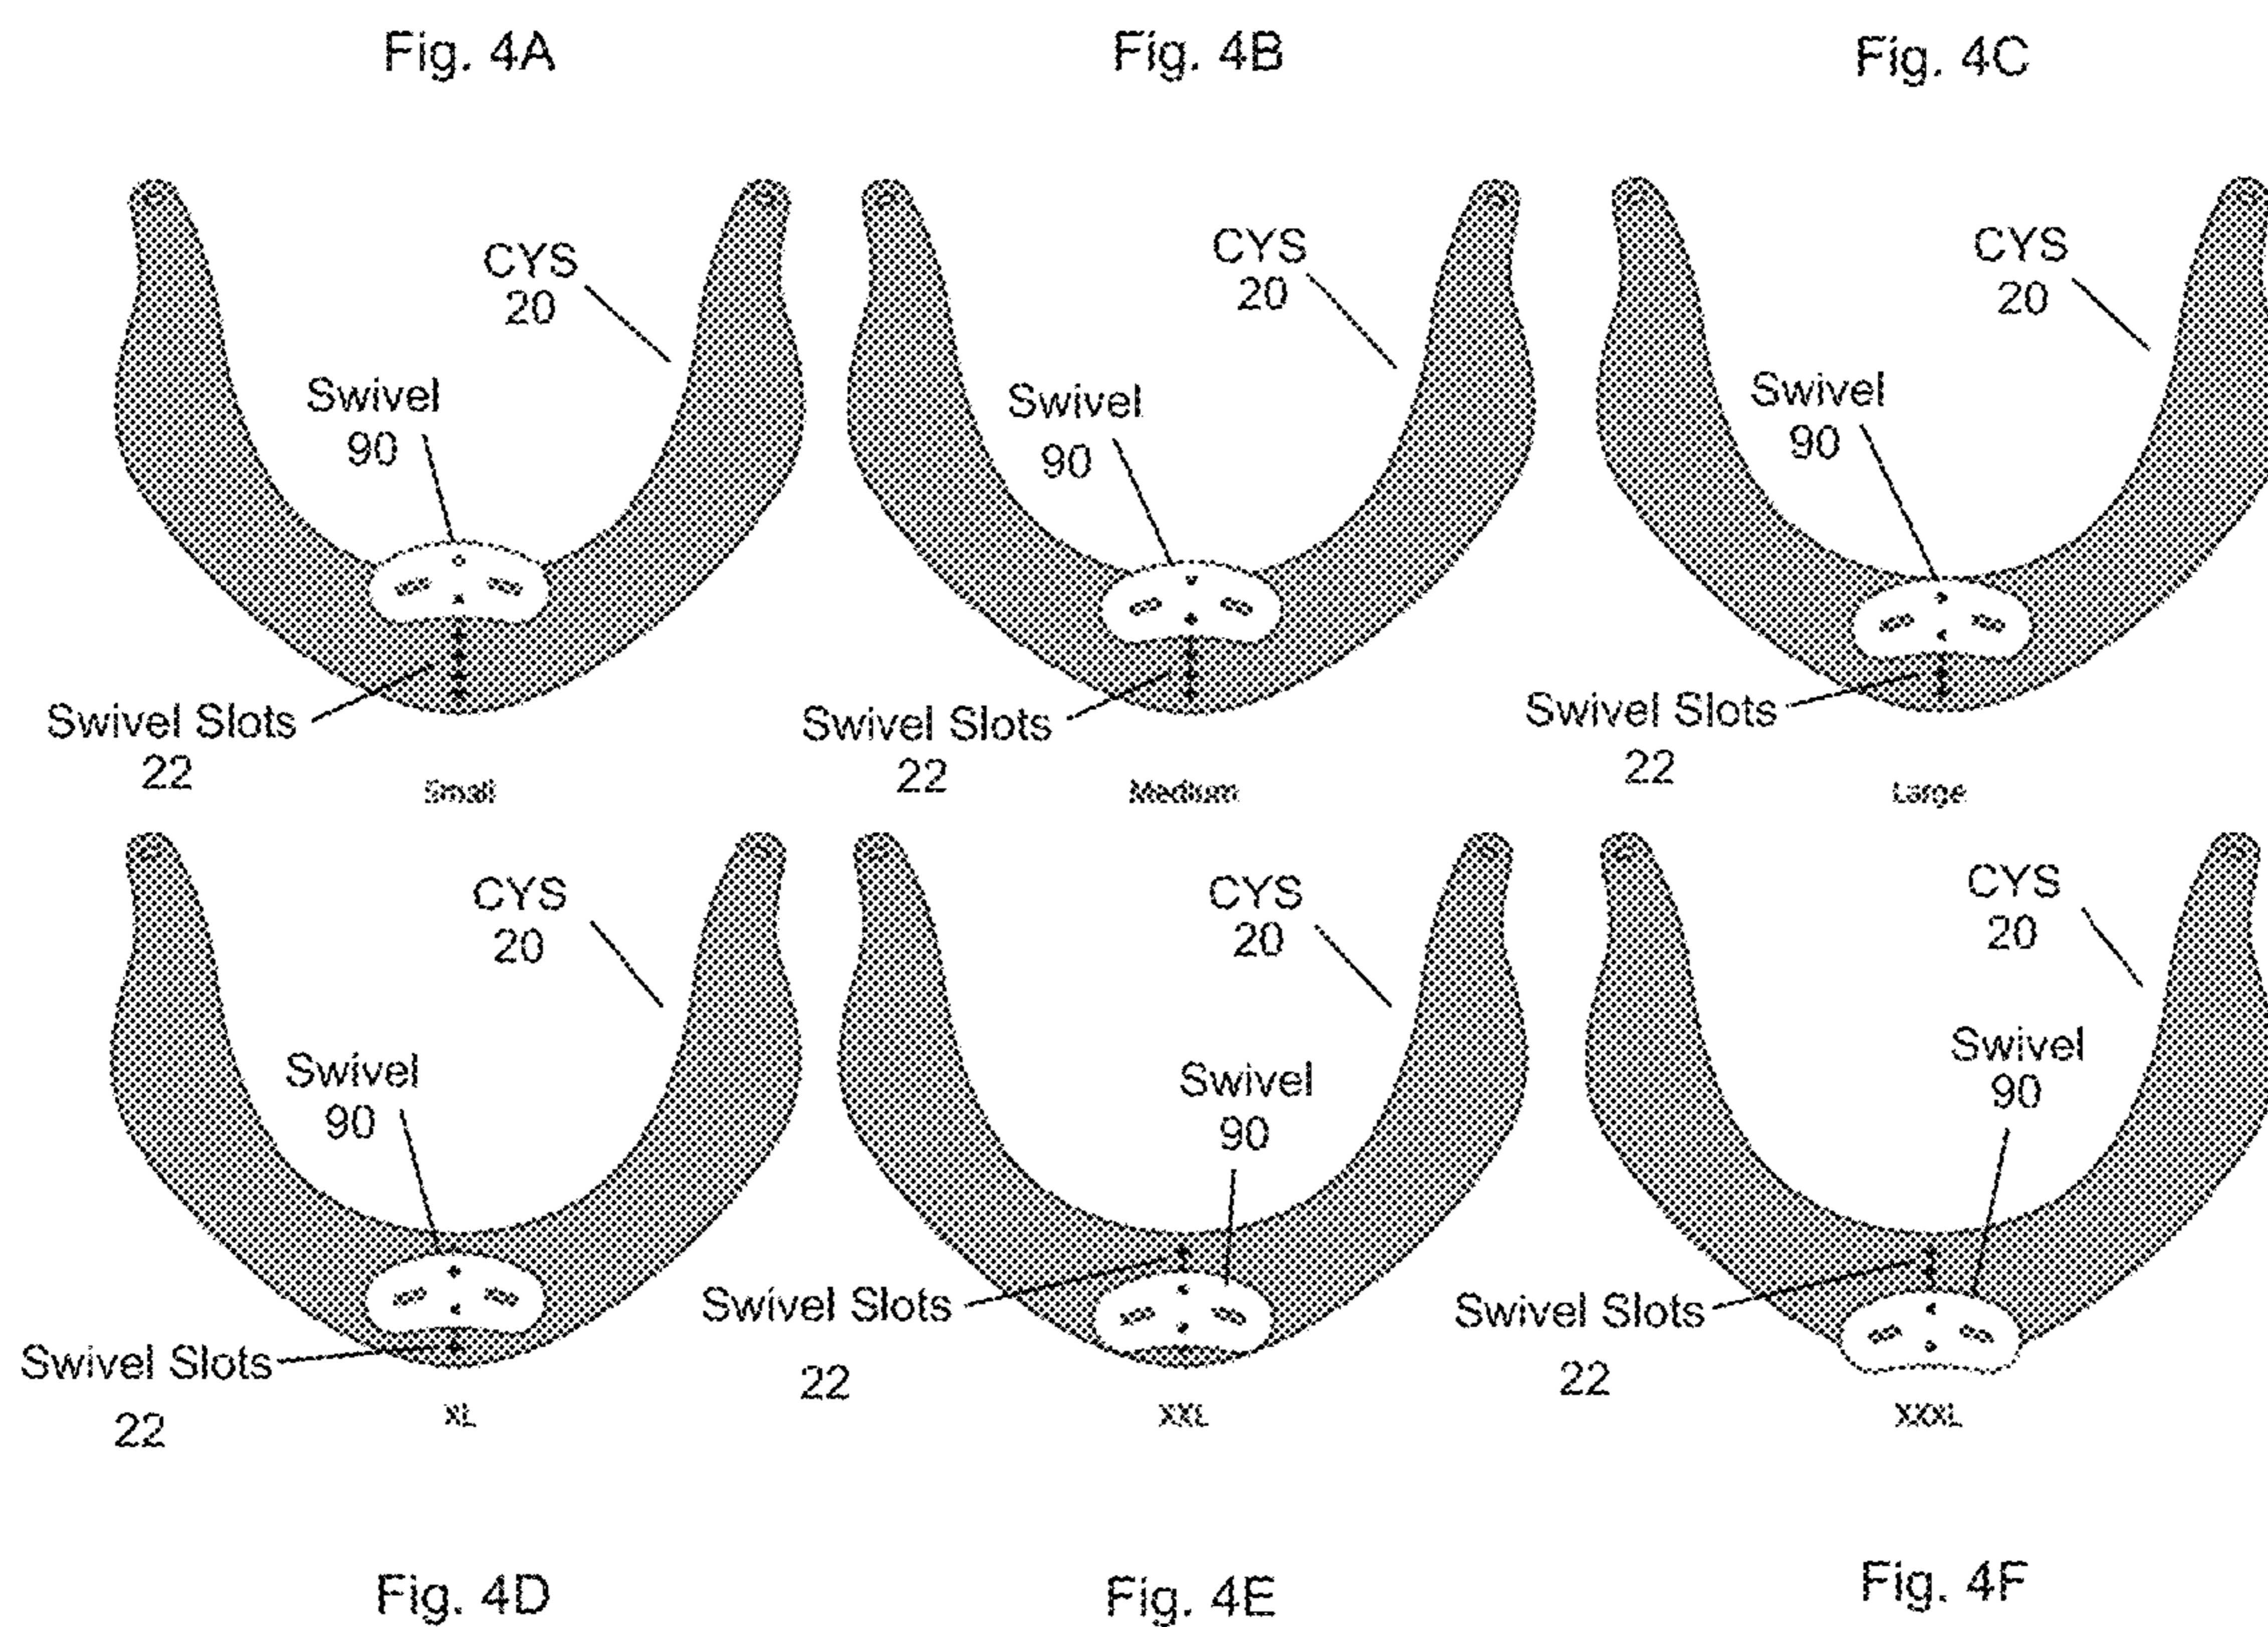 Fig. 4A
Fig. 4B
Fig. 4C
CYS
20
CYS
20
CYS
20
Swivel
90
Swivel
90
Swivel
90
Swivel Slots
22
Swivel Slots
22
Swivel Slots
22
Small
Medium
Large
CYS
20
CYS
20
CYS
20
Swivel
90
Swivel
90
Swivel
90
Swivel Slots
22
Swivel Slots
22
Swivel Slots
22
XL
XXL
XXXL
Fig. 4D
Fig. 4E
Fig. 4F